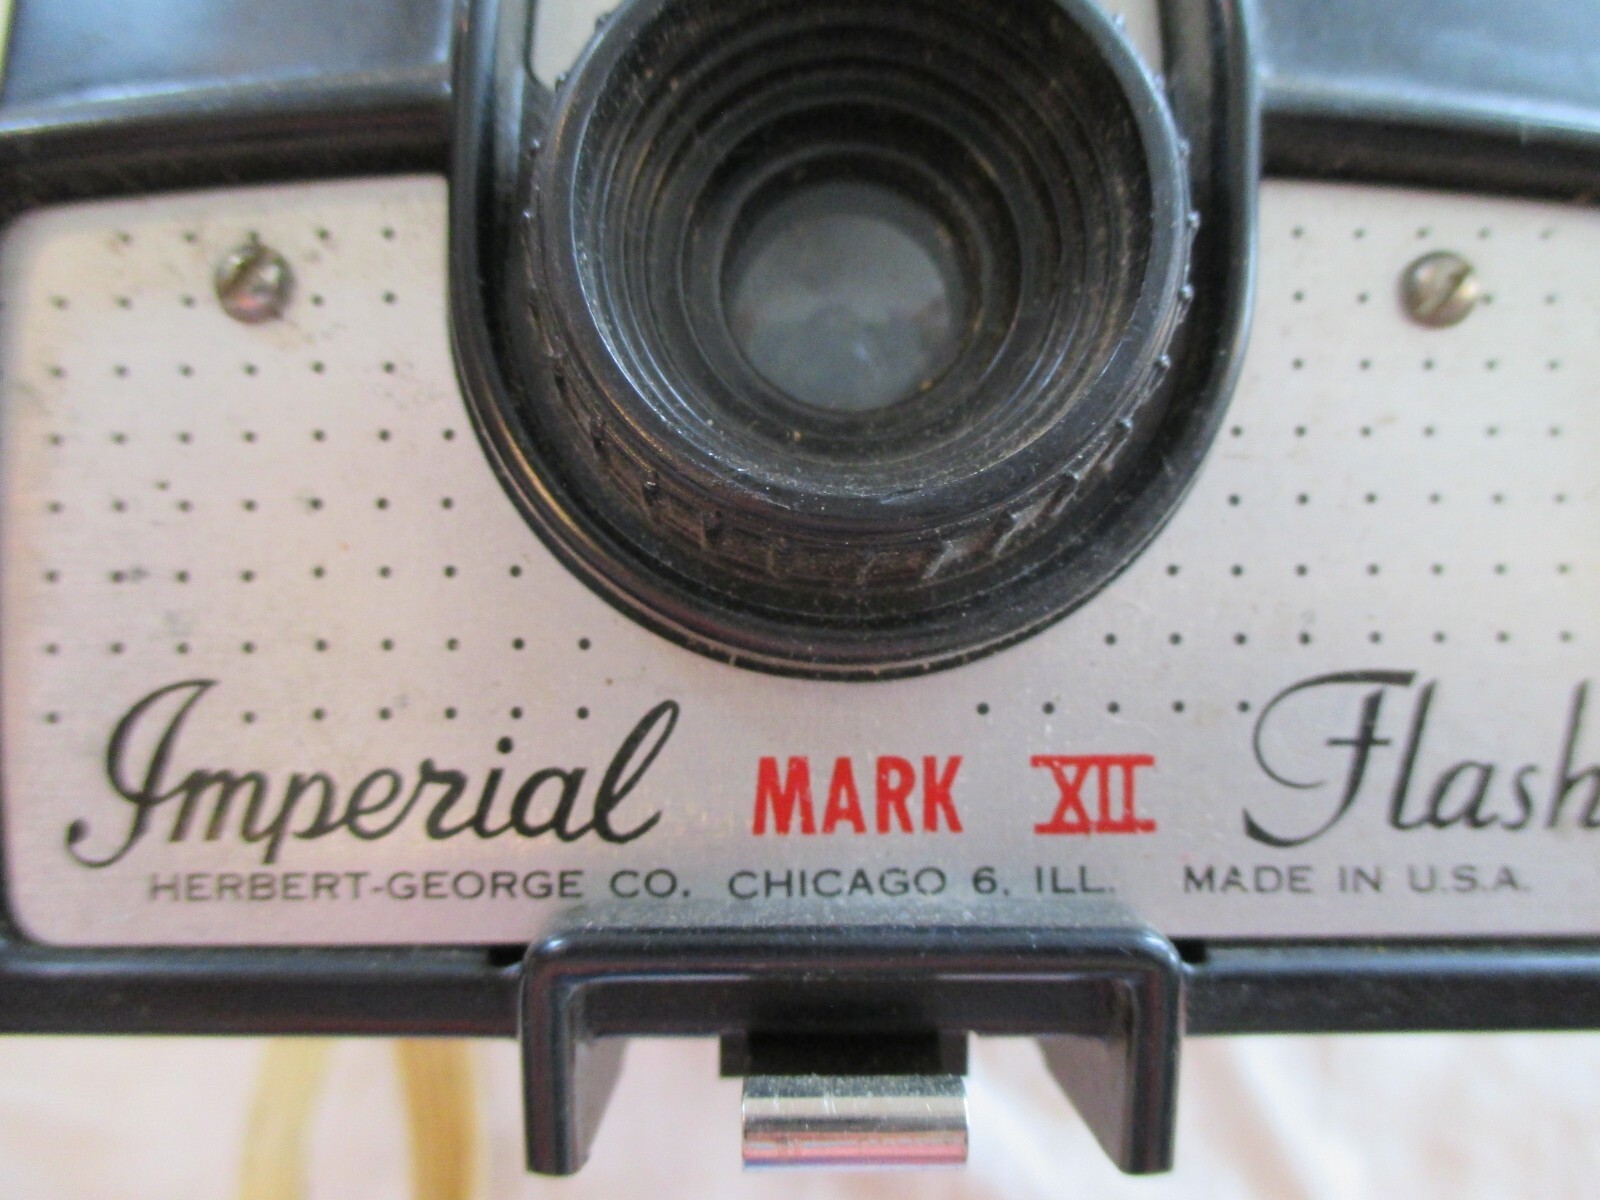 Imperial MARK XII Flash
HERBERT-GEORGE CO. CHICAGO 6, ILL. MADE IN U.S.A.